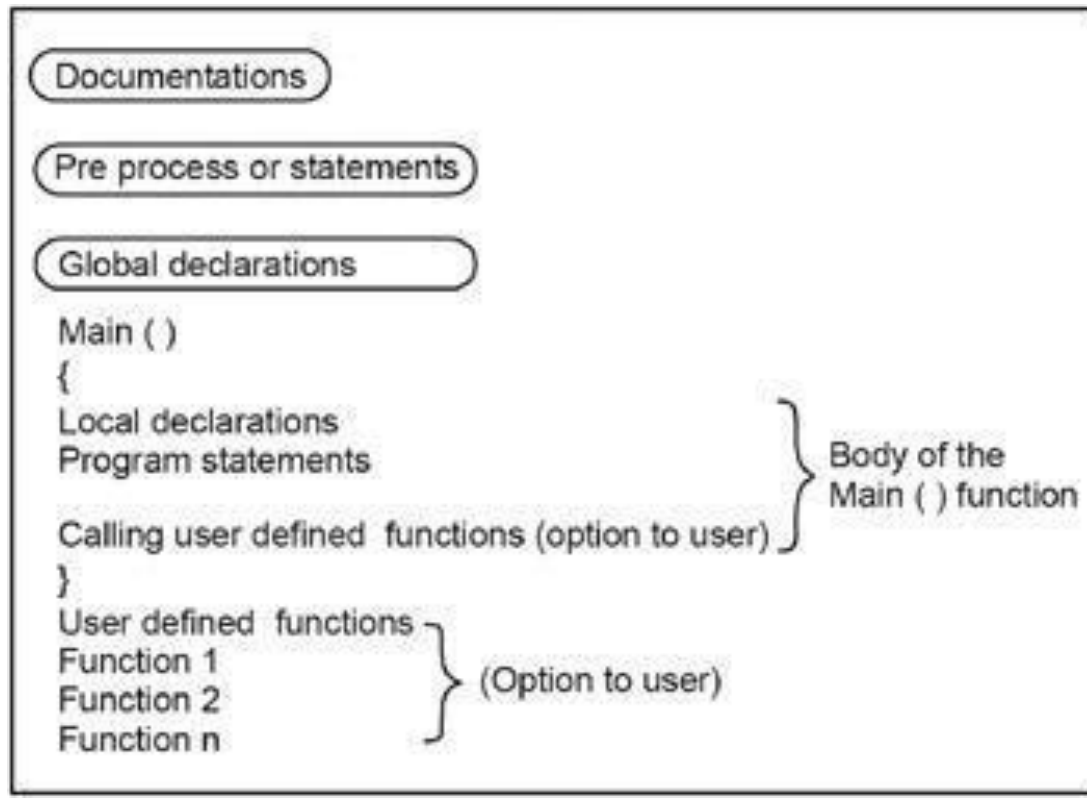 Documentations
Pre process or statements
Global declarations
Main ( )
{
Local declarations
Program statements
Body of the
Main ( ) function
Calling user defined functions (option to user)
}
User defined functions
Function 1
Function 2
Function n
(Option to user)